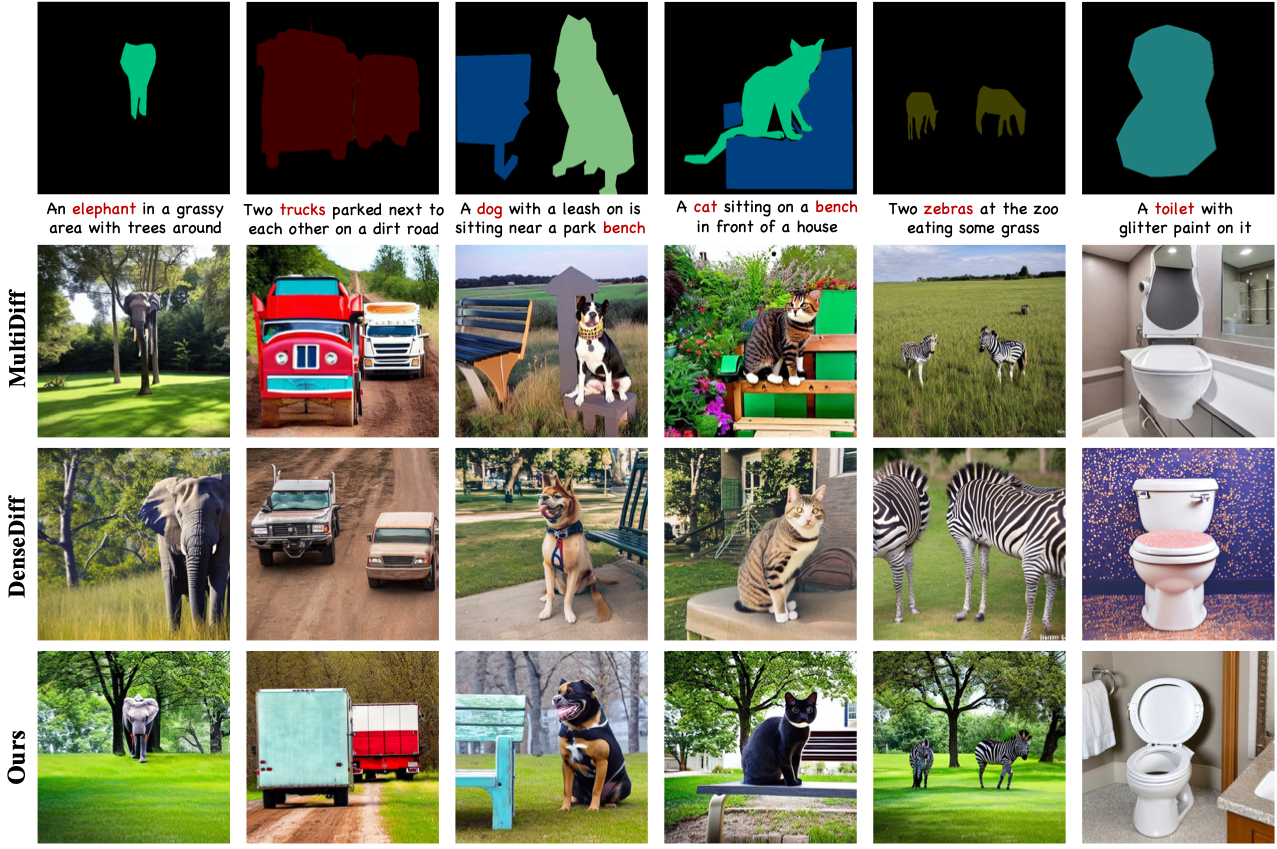 An elephant in a grassy
area with trees around
Two trucks parked next to
each other on a dirt road
A dog with a leash on is
sitting near a park bench
A cat sitting on a bench
in front of a house
Two zebras at the zoo
eating some grass
A toilet with
glitter paint on it
MultiDiff
DenseDiff
Ours